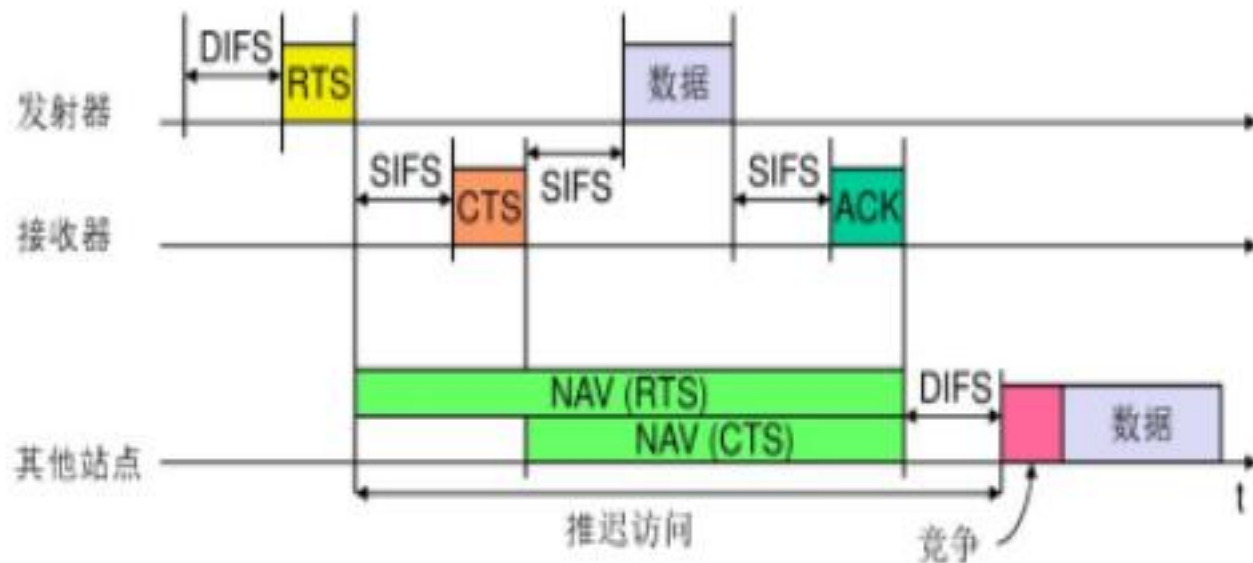 DIFS
RTS
数据
发射器
SIFS
CTS
SIFS
SIFS
ACK
接收器
NAV (RTS)
DIFS
NAV (CTS)
数据
其他站点
t
推迟访问
竞争